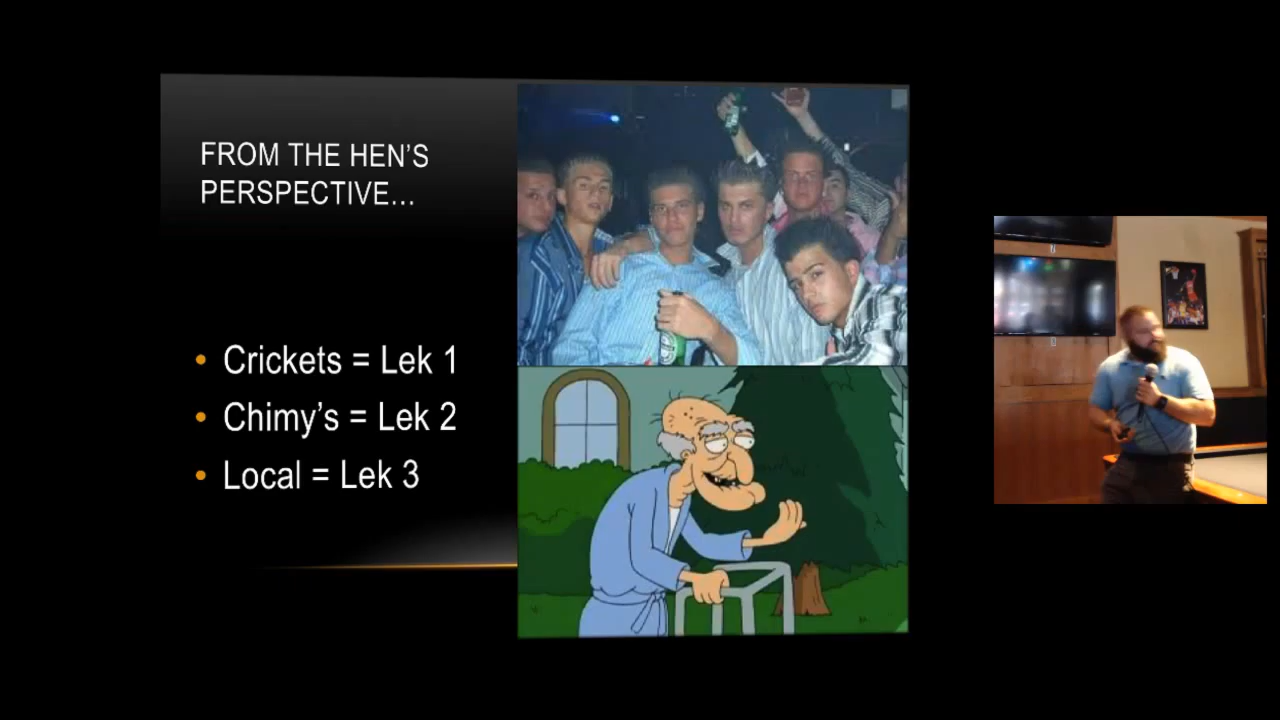 FROM THE HEN'S
PERSPECTIVE...
• Crickets = Lek 1
• Chimy's = Lek 2
• Local = Lek 3